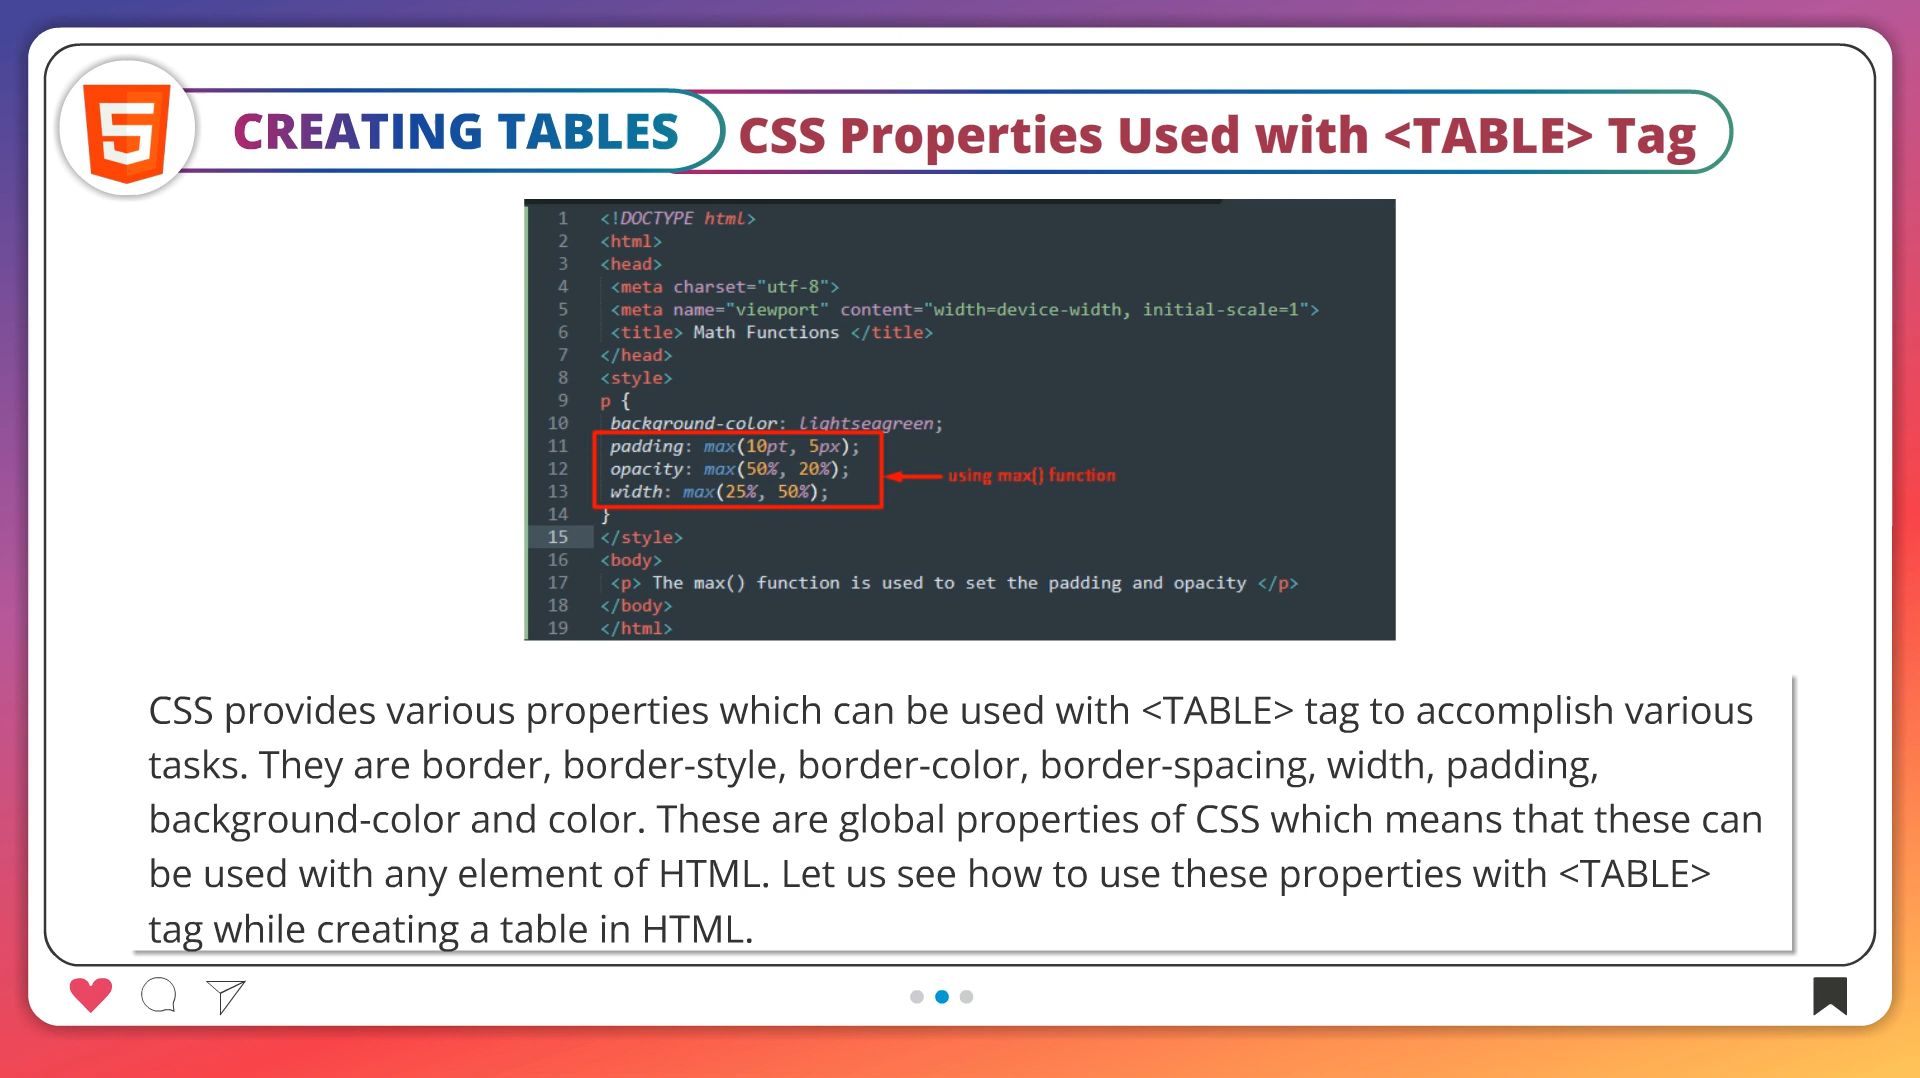 CREATING TABLES
CSS Properties Used with <TABLE> Tag
1 <!DOCTYPE html>
2 <html>
3 <head>
4 <meta charset="utf-8">
5 <meta name="viewport" content="width=device-width, initial-scale=1">
6 <title> Math Functions </title>
7 </head>
8 <style>
9 p {
10 background-color: lightseagreen;
11 padding: max(10pt, 5px);
12 opacity: max(50%, 20%);
using max() function
13 width: max(25%, 50%);
14 }
15 </style>
16 <body>
17 <p> The max() function is used to set the padding and opacity </p>
18 </body>
19 </html>
CSS provides various properties which can be used with <TABLE> tag to accomplish various
tasks. They are border, border-style, border-color, border-spacing, width, padding,
background-color and color. These are global properties of CSS which means that these can
be used with any element of HTML. Let us see how to use these properties with <TABLE>
tag while creating a table in HTML.